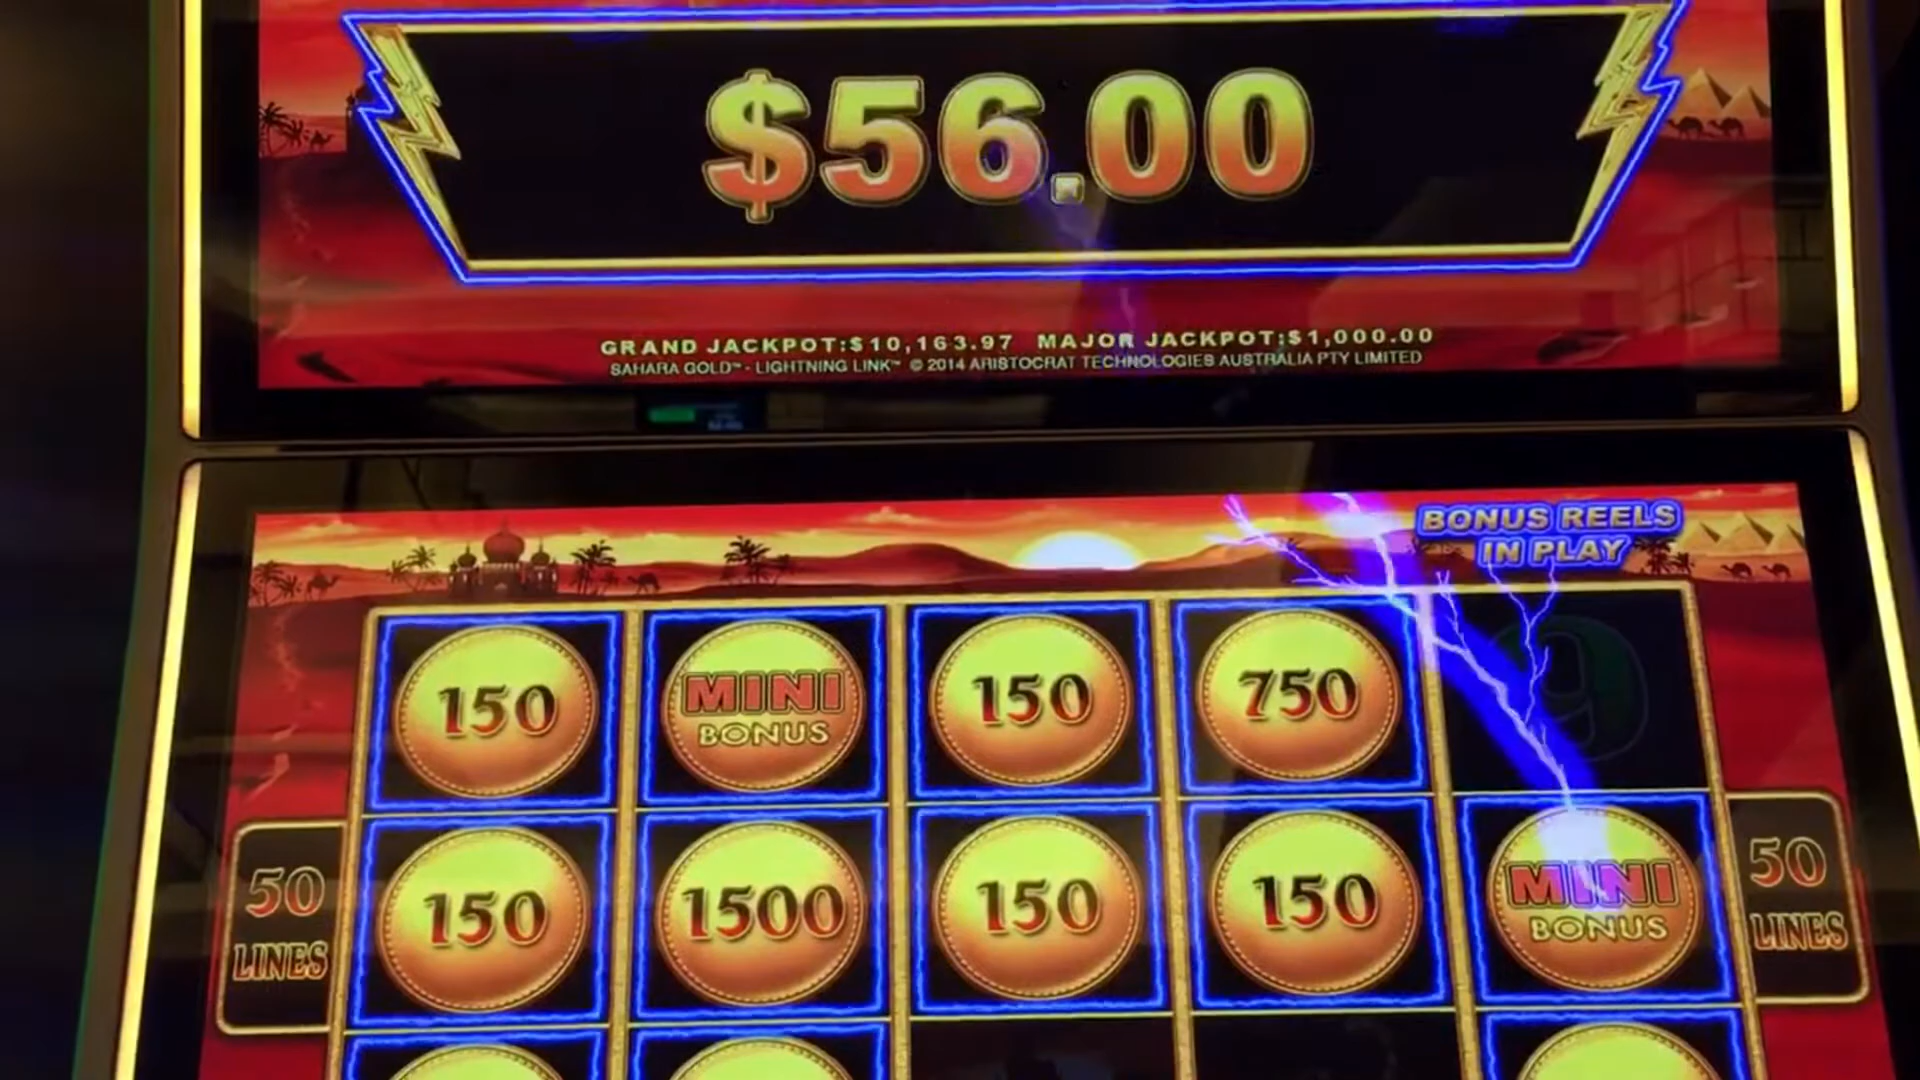 $56.00
GRAND JACKPOT:$10,163.97 MAJOR JACKPOT:$1,000.00
SAHARA GOLD™ - LIGHTNING LINK™ © 2014 ARISTOCRAT TECHNOLOGIES AUSTRALIA PTY LIMITED
BONUS REELS
IN PLAY
150 MINI BONUS 150 750 9
50 LINES 150 1500 150 150 MINI BONUS 50 LINES